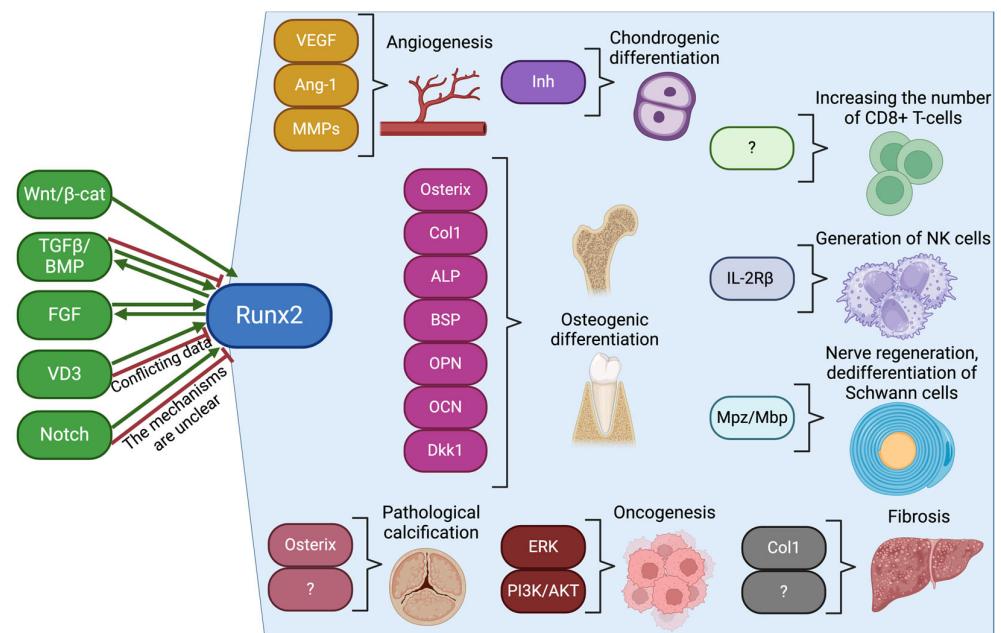 Wnt/β-cat
TGFβ/
BMP
FGF
VD3
Notch
Conflicting data
The mechanisms
are unclear
Runx2
VEGF
Ang-1
MMPs
Angiogenesis
Inh
Chondrogenic
differentiation
?
Increasing the number
of CD8+ T-cells
Osterix
Col1
ALP
BSP
OPN
OCN
Dkk1
Osteogenic
differentiation
IL-2Rβ
Generation of NK cells
Mpz/Mbp
Nerve regeneration,
dedifferentiation of
Schwann cells
Osterix
?
Pathological
calcification
ERK
PI3K/AKT
Oncogenesis
Col1
?
Fibrosis